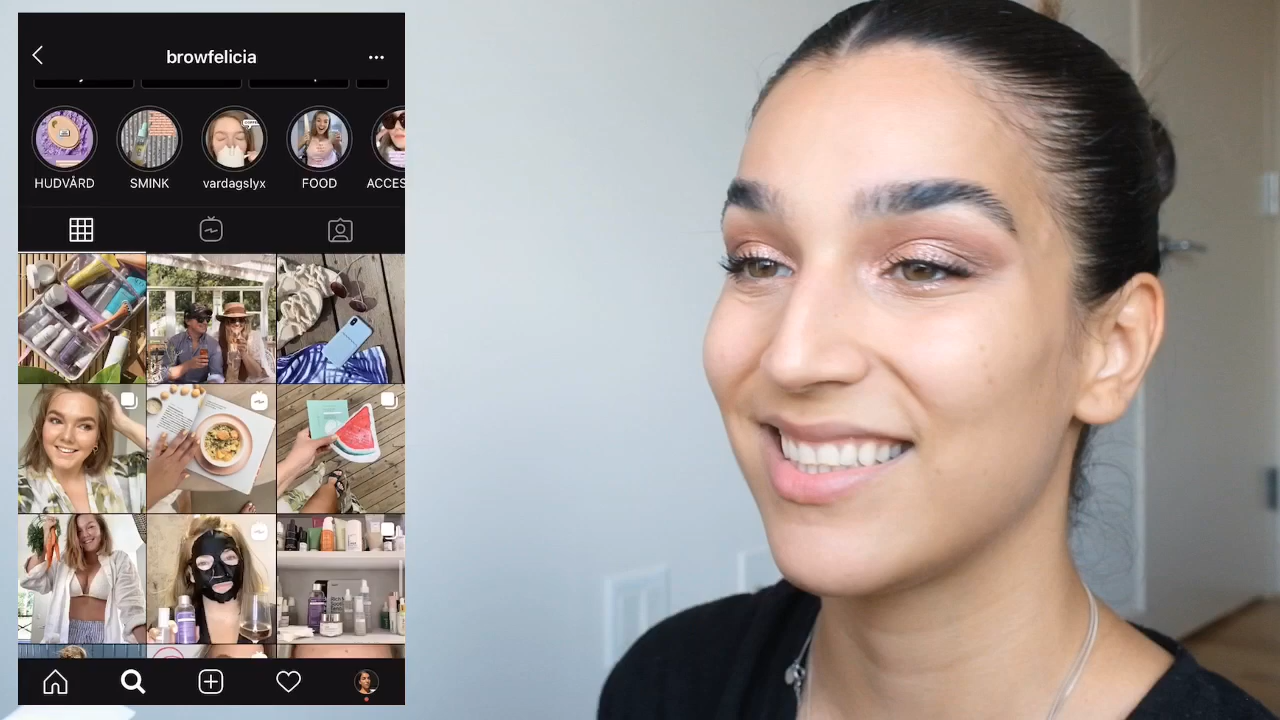 browfelicia
HUDVÅRD
SMINK
vardagslyx
FOOD
ACCES